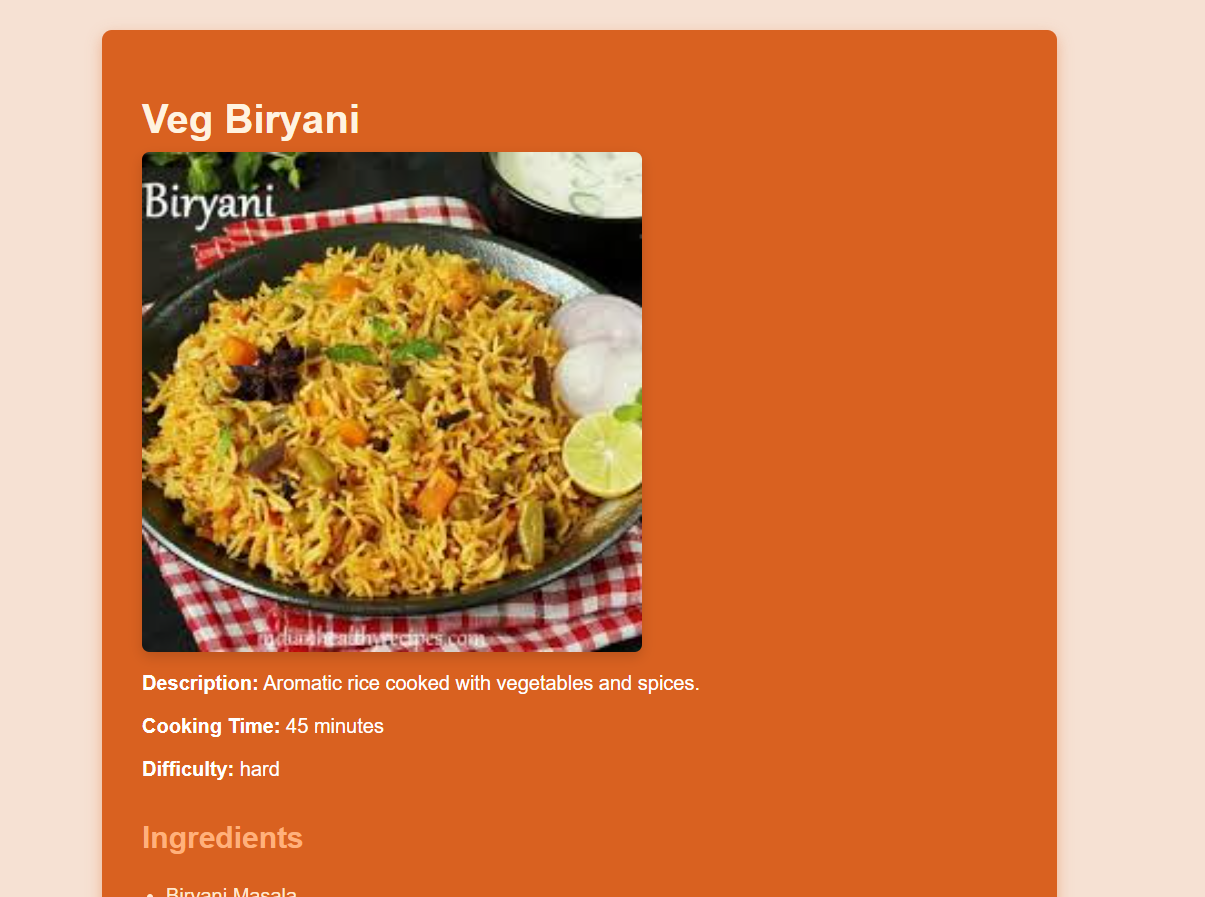 Veg Biryani
Biryani
indianhealthyrecipes.com
Description: Aromatic rice cooked with vegetables and spices.
Cooking Time: 45 minutes
Difficulty: hard
Ingredients
Biryani Masala